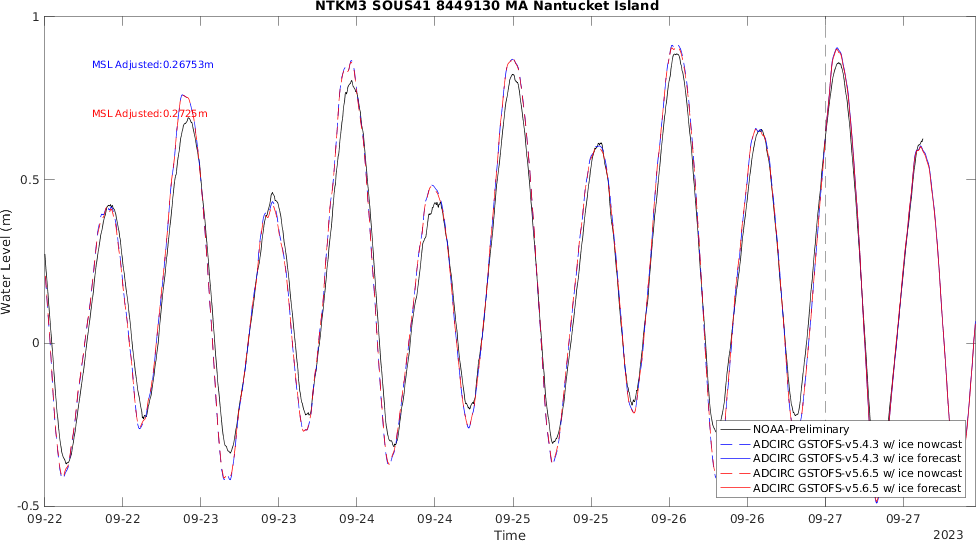 NTKM3 SOUS41 8449130 MA Nantucket Island
MSL Adjusted:0.26753m
MSL Adjusted:0.2725m
Water Level (m)
1
0.5
0
-0.5
NOAA-Preliminary
ADCIRC GSTOFS-v5.4.3 w/ ice nowcast
ADCIRC GSTOFS-v5.4.3 w/ ice forecast
ADCIRC GSTOFS-v5.6.5 w/ ice nowcast
ADCIRC GSTOFS-v5.6.5 w/ ice forecast
09-22 09-22 09-23 09-23 09-24 09-24 09-25 09-25 09-26 09-26 09-27 09-27
Time
2023